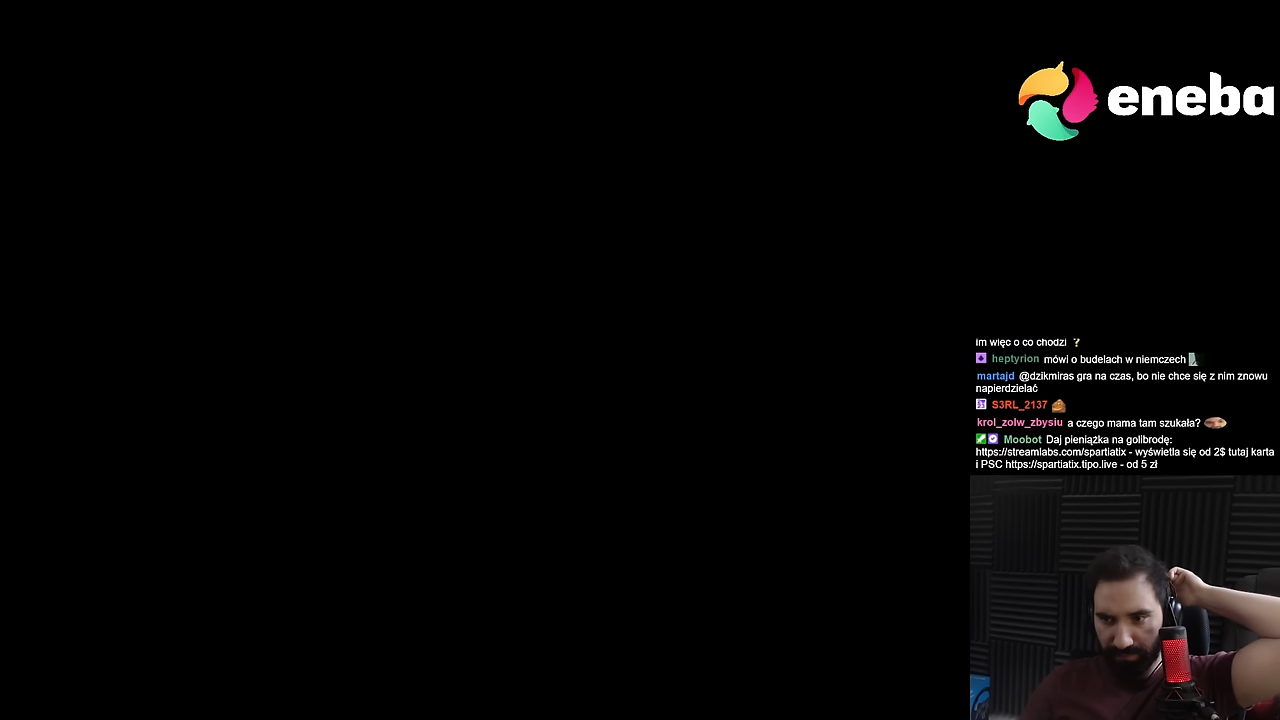 eneba
im więc o co chodzi ?
heptyrion mówi o budelach w niemczech
martajd @dzikmiras gra na czas, bo nie chce się z nim znowu
napierdzielać
S3RL_2137
krol_zolw_zbysiu a czego mama tam szukała?
Moobot Daj pieniążka na golibrodę:
https://streamlabs.com/spartiatix - wyświetla się od 2$ tutaj karta
i PSC https://spartiatix.tipo.live - od 5 zł